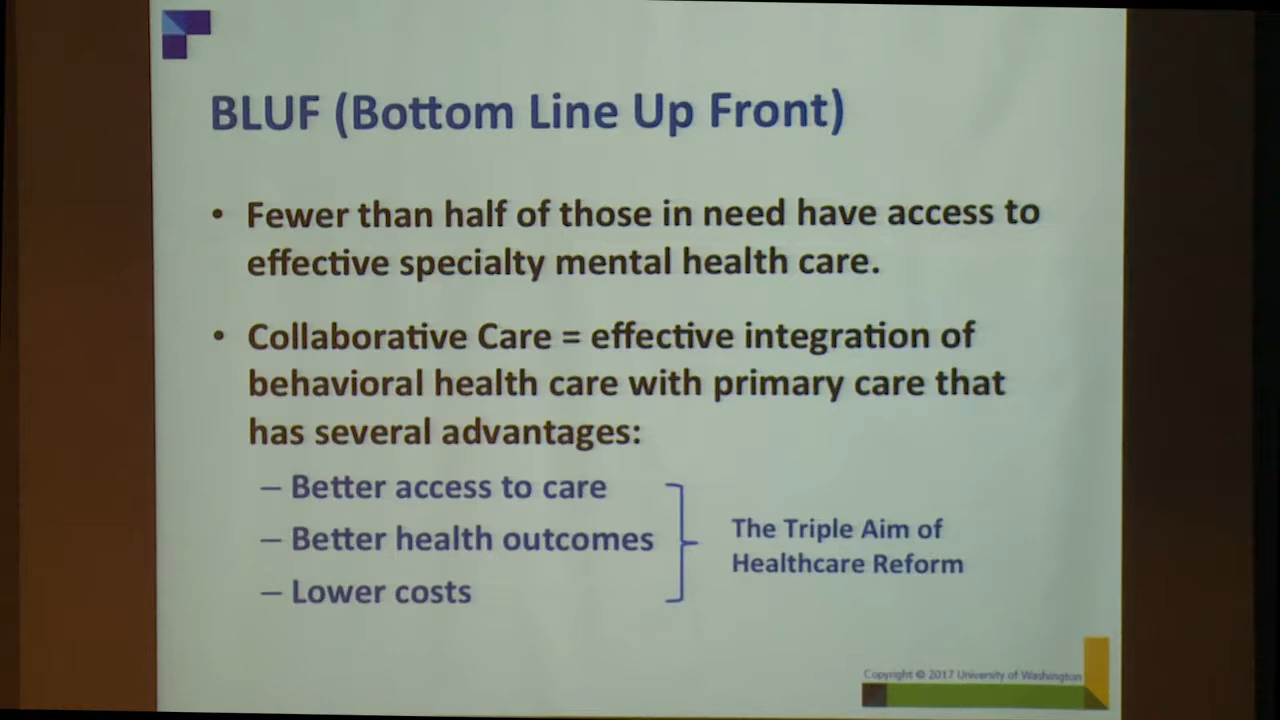 BLUF (Bottom Line Up Front)
• Fewer than half of those in need have access to
effective specialty mental health care.
• Collaborative Care = effective integration of
behavioral health care with primary care that
has several advantages:
– Better access to care
– Better health outcomes
– Lower costs
The Triple Aim of
Healthcare Reform
Copyright © 2017 University of Washington